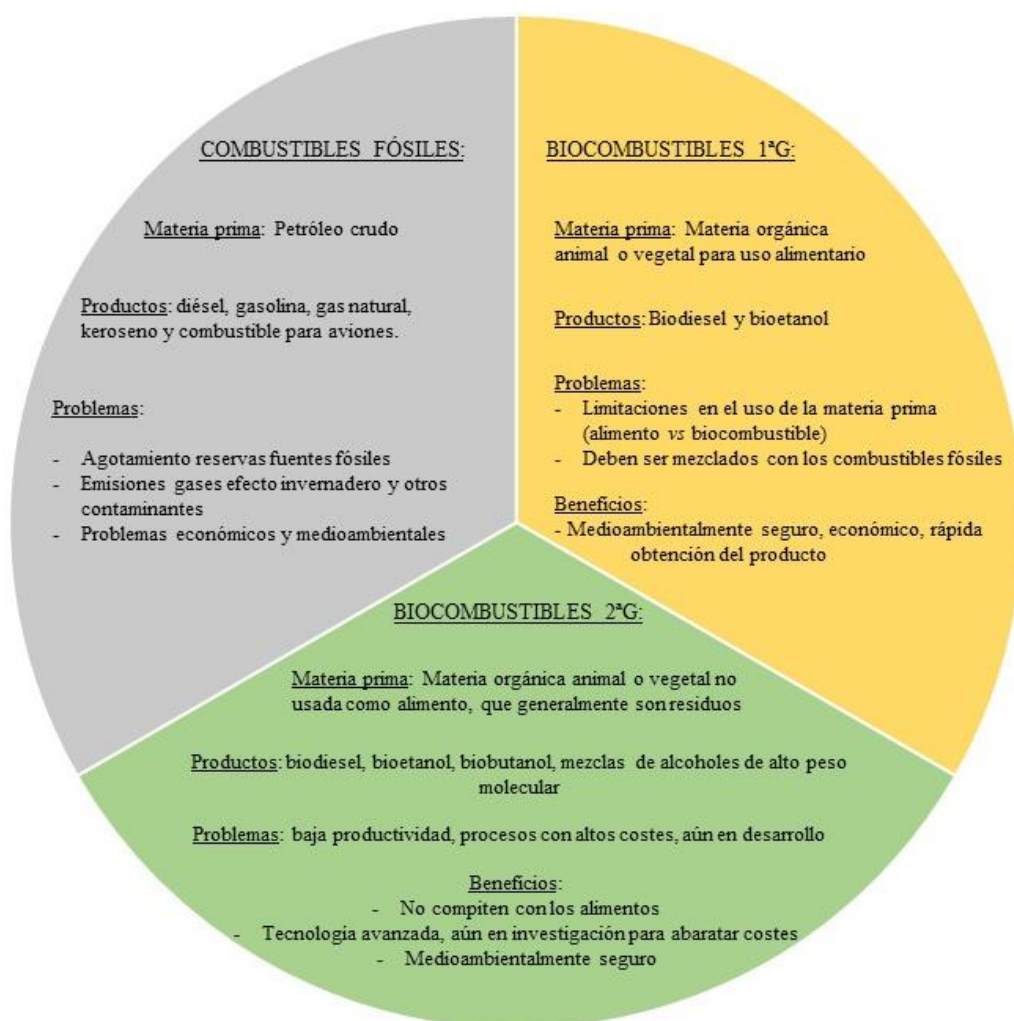 COMBUSTIBLES FÓSILES:
Materia prima: Petróleo crudo
Productos: diésel, gasolina, gas natural,
keroseno y combustible para aviones.
Problemas:
- Agotamiento reservas fuentes fósiles
- Emisiones gases efecto invernadero y otros
contaminantes
- Problemas económicos y medioambientales
BIOCOMBUSTIBLES 1ªG:
Materia prima: Materia orgánica
animal o vegetal para uso alimentario
Productos: Biodiesel y bioetanol
Problemas:
- Limitaciones en el uso de la materia prima
(alimento vs biocombustible)
- Deben ser mezclados con los combustibles fósiles
Benefícios:
- Medioambientalmente seguro, económico, rápida
obtención del producto
BIOCOMBUSTIBLES 2ªG:
Materia prima: Materia orgánica animal o vegetal no
usada como alimento, que generalmente son residuos
Productos: biodiesel, bioetanol, biobutanol, mezclas de alcoholes de alto peso
molecular
Problemas: baja productividad, procesos con altos costes, aún en desarrollo
Benefícios:
- No compiten con los alimentos
- Tecnología avanzada, aún en investigación para abaratar costes
- Medioambientalmente seguro